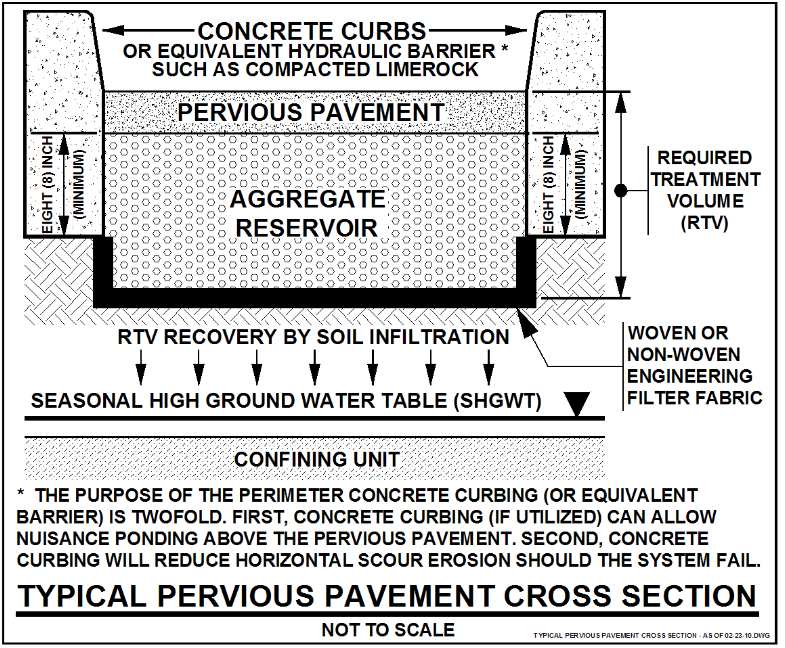 CONCRETE CURBS
OR EQUIVALENT HYDRAULIC BARRIER *
SUCH AS COMPACTED LIMEROCK
PERVIOUS PAVEMENT
EIGHT (8) INCH
(MINIMUM)
AGGREGATE
RESERVOIR
EIGHT (8) INCH
(MINIMUM)
REQUIRED
TREATMENT
VOLUME
(RTV)
RTV RECOVERY BY SOIL INFILTRATION
WOVEN OR
NON-WOVEN
ENGINEERING
FILTER FABRIC
SEASONAL HIGH GROUND WATER TABLE (SHGWT)
CONFINING UNIT
* THE PURPOSE OF THE PERIMETER CONCRETE CURBING (OR EQUIVALENT
BARRIER) IS TWOFOLD. FIRST, CONCRETE CURBING (IF UTILIZED) CAN ALLOW
NUISANCE PONDING ABOVE THE PERVIOUS PAVEMENT. SECOND, CONCRETE
CURBING WILL REDUCE HORIZONTAL SCOUR EROSION SHOULD THE SYSTEM FAIL.
TYPICAL PERVIOUS PAVEMENT CROSS SECTION
NOT TO SCALE
TYPICAL PERVIOUS PAVEMENT CROSS SECTION - AS OF 02-23-10.DWG